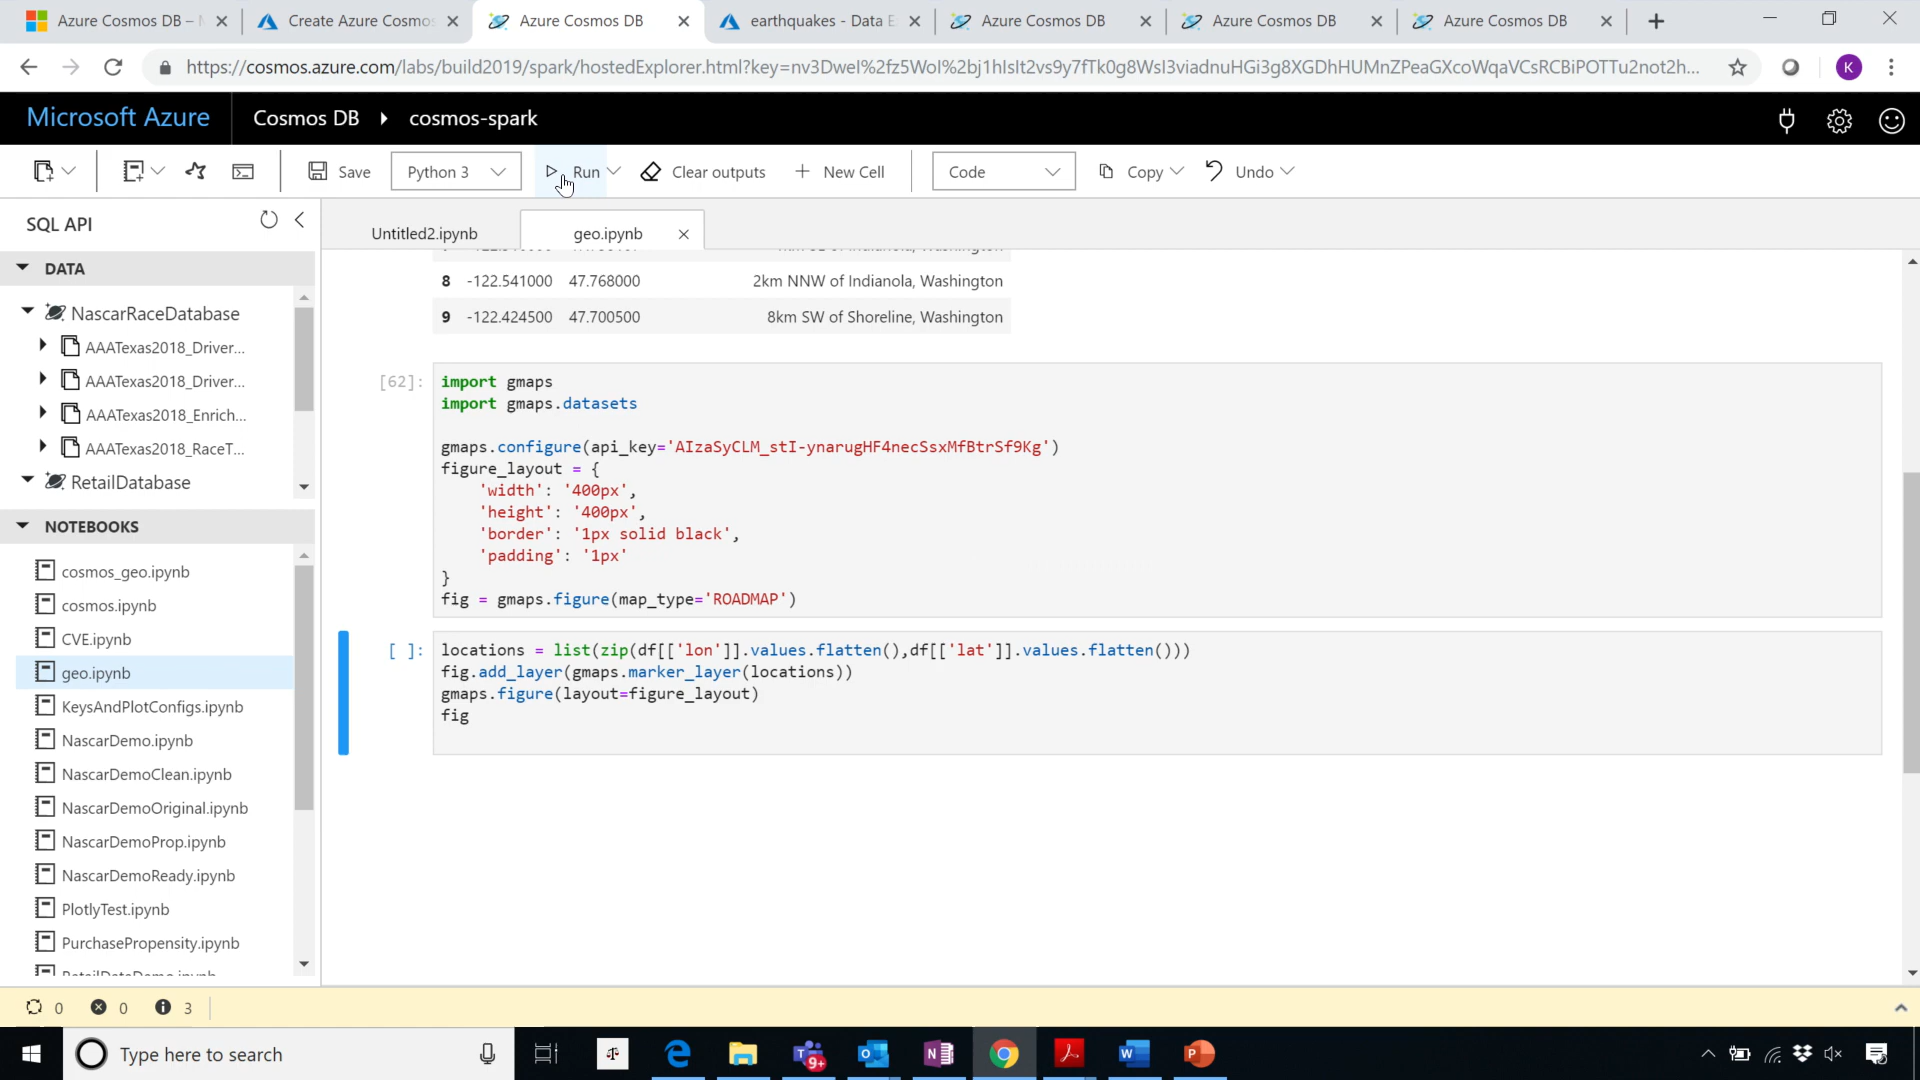 Azure Cosmos DB –
Create Azure Cosmos
Azure Cosmos DB
earthquakes - Data E
Azure Cosmos DB
Azure Cosmos DB
Azure Cosmos DB
https://cosmos.azure.com/labs/build2019/spark/hostedExplorer.html?key=nv3DweI%2fz5WoI%2bj1hIsIt2vs9y7fTk0g8WsI3viadnuHGi3g8XGDhHUMnZPeaGXcoWqaVCsRCBiPOTTu2not2h...
K
Microsoft Azure
Cosmos DB
cosmos-spark
Save
Python 3
Run
Clear outputs
New Cell
Code
Copy
Undo
SQL API
Untitled2.ipynb
geo.ipynb
DATA
NascarRaceDatabase
AAATexas2018_Driver...
AAATexas2018_Driver...
AAATexas2018_Enrich...
AAATexas2018_RaceT...
RetailDatabase
NOTEBOOKS
cosmos_geo.ipynb
cosmos.ipynb
CVE.ipynb
geo.ipynb
KeysAndPlotConfigs.ipynb
NascarDemo.ipynb
NascarDemoClean.ipynb
NascarDemoOriginal.ipynb
NascarDemoProp.ipynb
NascarDemoReady.ipynb
PlotlyTest.ipynb
PurchasePropensity.ipynb
8 -122.541000 47.768000 2km NNW of Indianola, Washington
9 -122.424500 47.700500 8km SW of Shoreline, Washington
[62]: import gmaps
import gmaps.datasets
gmaps.configure(api_key='AIzaSyCLM_stI-ynarugHF4necSsxMfBtrSf9Kg')
figure_layout = {
'width': '400px',
'height': '400px',
'border': '1px solid black',
'padding': '1px'
}
fig = gmaps.figure(map_type='ROADMAP')
[ ]: locations = list(zip(df[['lon']].values.flatten(),df[['lat']].values.flatten()))
fig.add_layer(gmaps.marker_layer(locations))
gmaps.figure(layout=figure_layout)
fig
0 0 3
Type here to search
9+